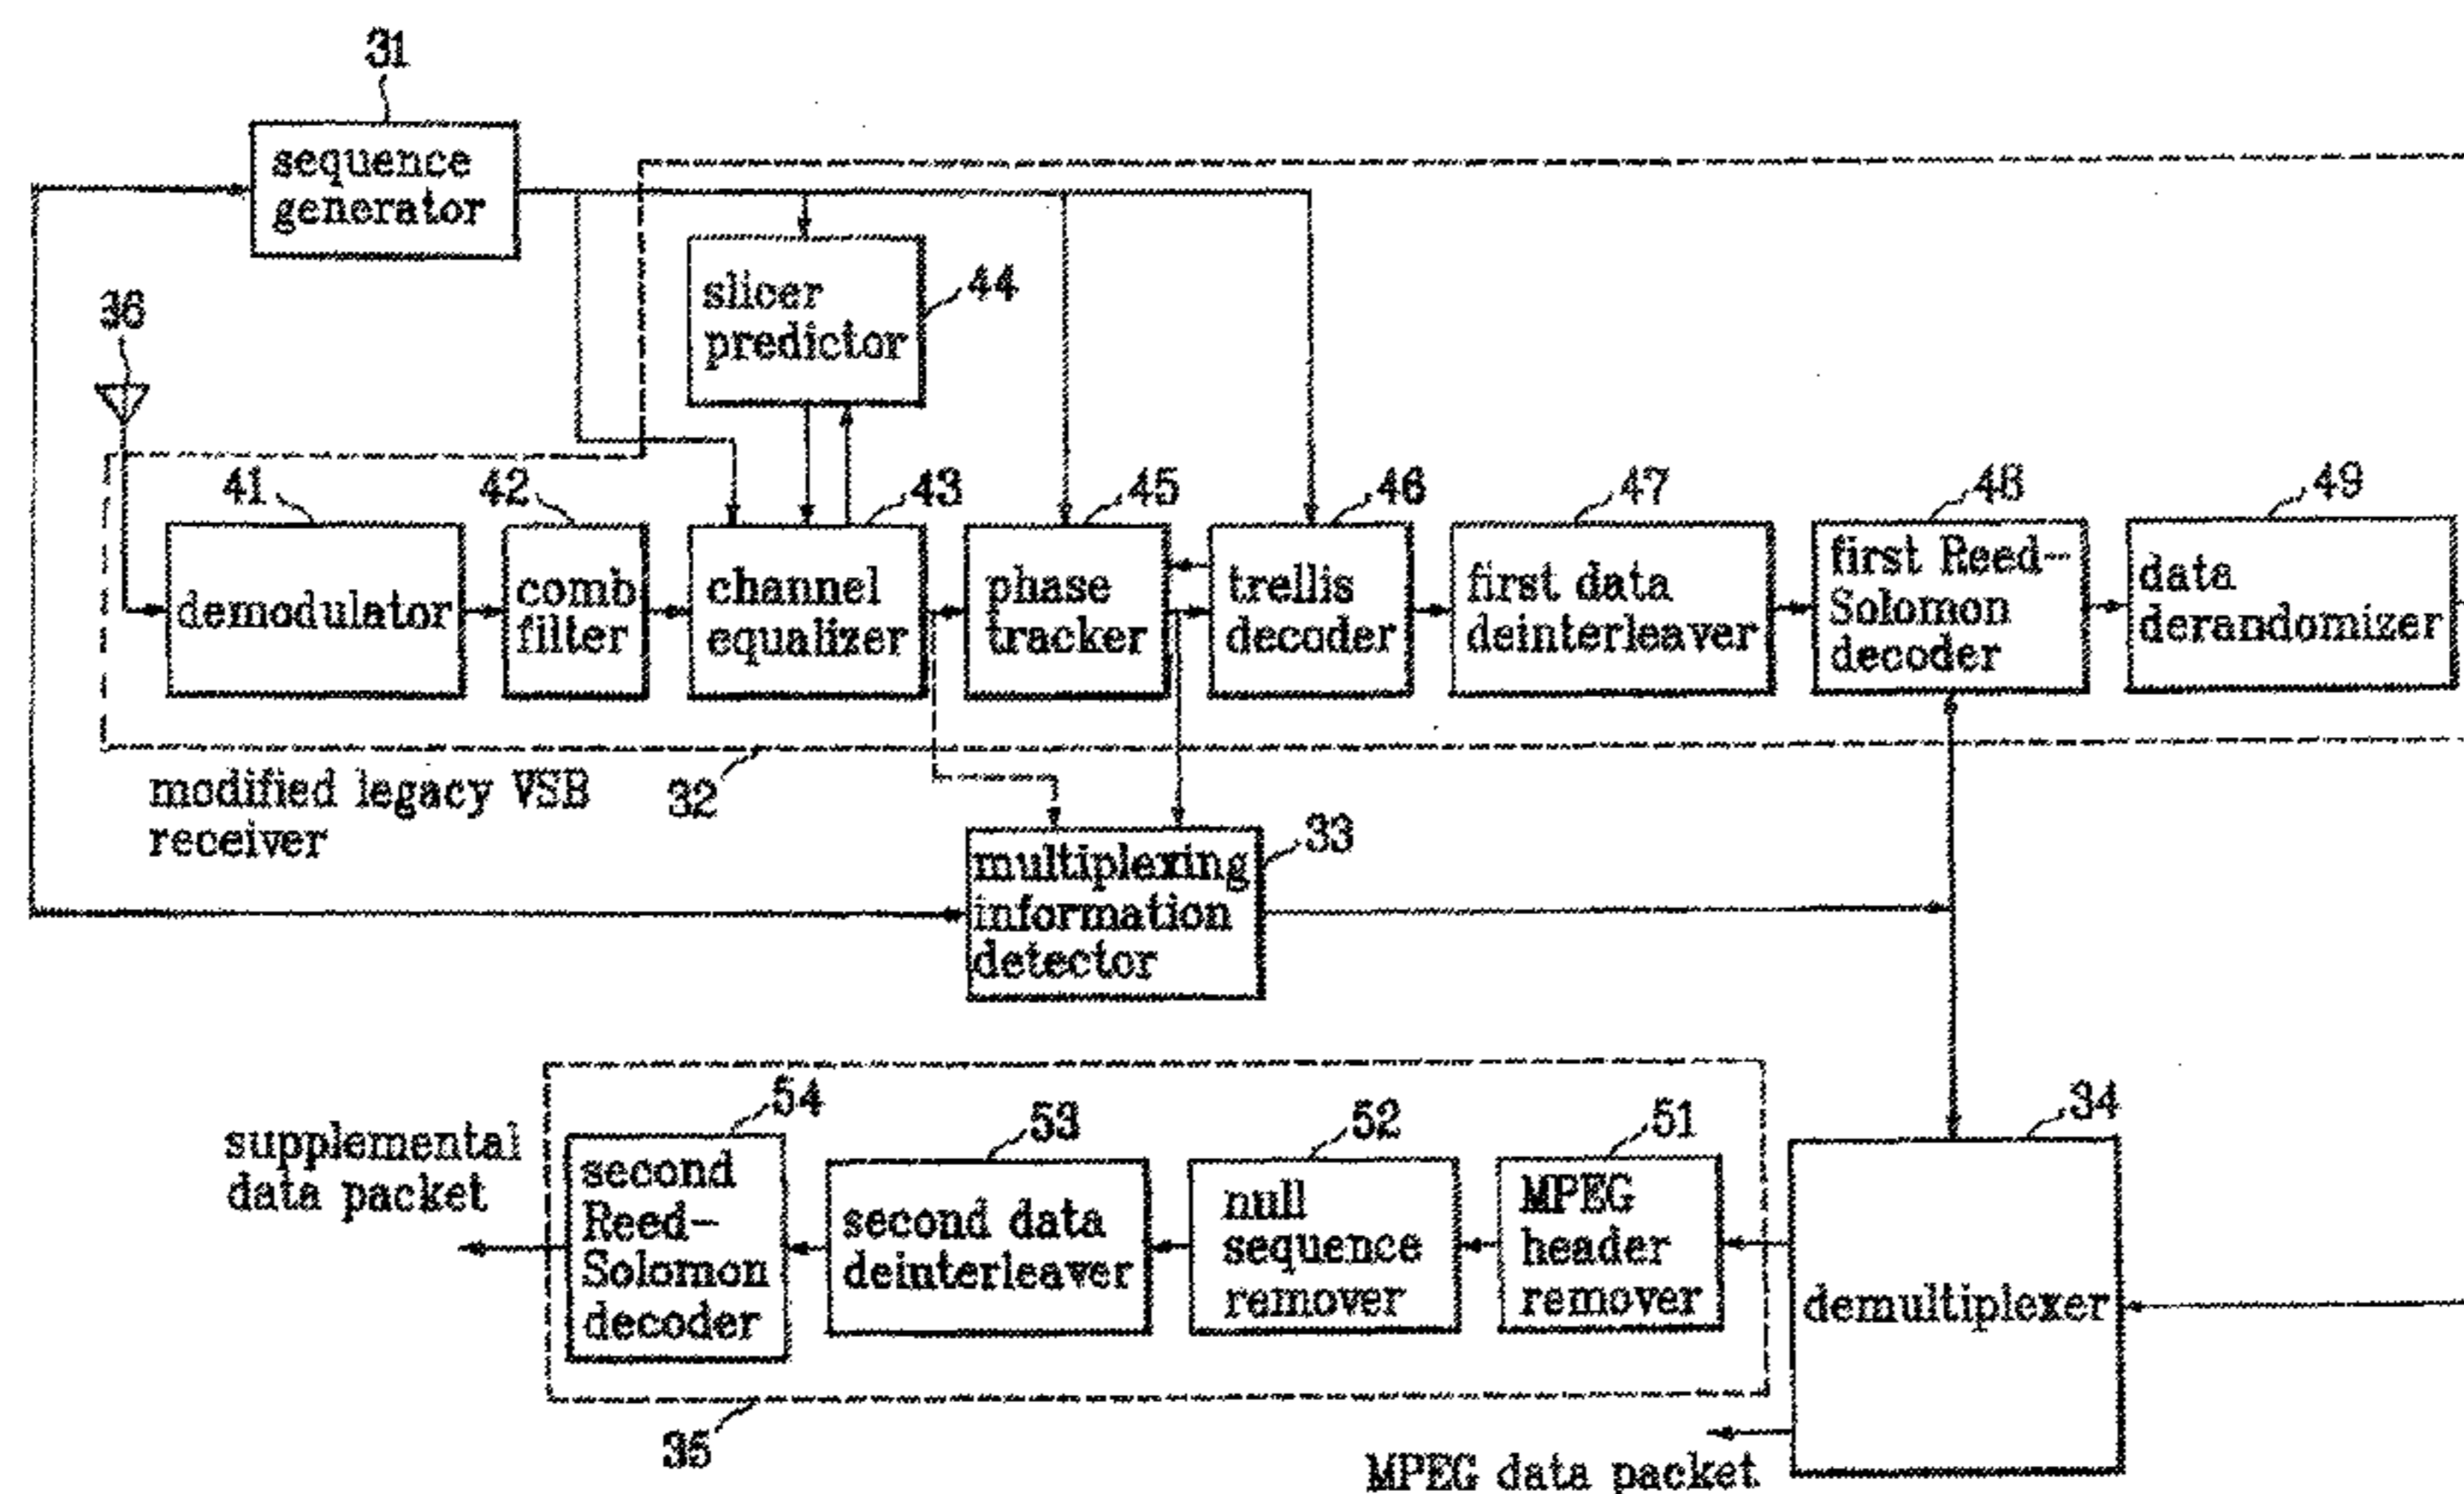 31
sequence
generator
36
slicer
predictor
44
41
42
43
45
46
47
48
49
demodulator
comb
filter
channel
equalizer
phase
tracker
trellis
decoder
first data
deinterleaver
first Reed-
Solomon
decoder
data
derandomizer
modified legacy VSB
receiver
32
33
multiplexing
information
detector
supplemental
data packet
54
second
Reed-
Solomon
decoder
53
second data
deinterleaver
52
null
sequence
remover
51
MPEG
header
remover
34
demultiplexer
35
MPEG data packet